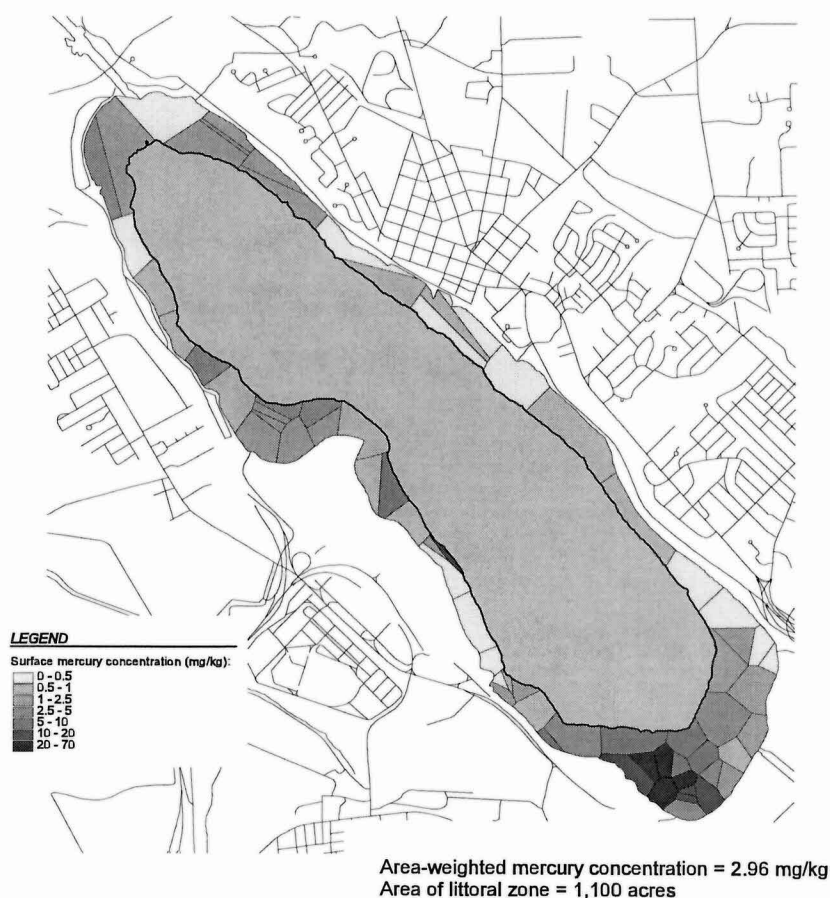 LEGEND
Surface mercury concentration (mg/kg):
0 - 0.5
0.5 - 1
1 - 2.5
2.5 - 5
5 - 10
10 - 20
20 - 70
Area-weighted mercury concentration = 2.96 mg/kg
Area of littoral zone = 1,100 acres